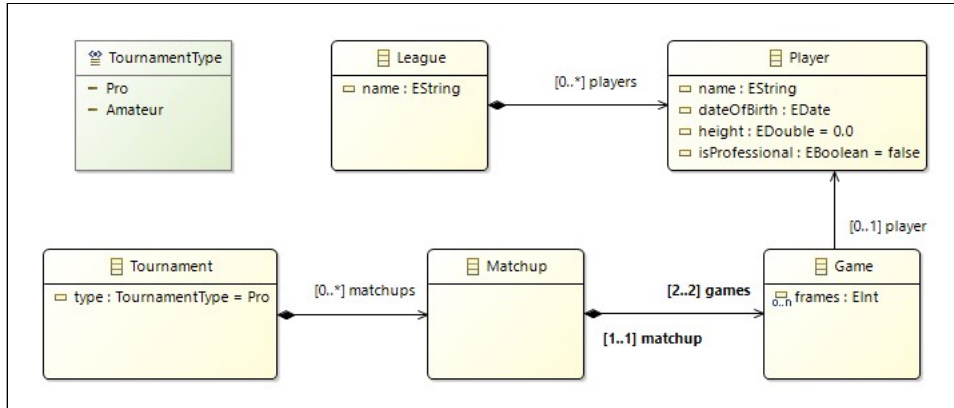 TournamentType
Pro
Amateur
League
name : EString
[0..*] players
Player
name : EString
dateOfBirth : EDate
height : EDouble = 0.0
isProfessional : EBoolean = false
[0..1] player
Tournament
type : TournamentType = Pro
[0..*] matchups
Matchup
[2..2] games
[1..1] matchup
Game
0..n
frames : EInt